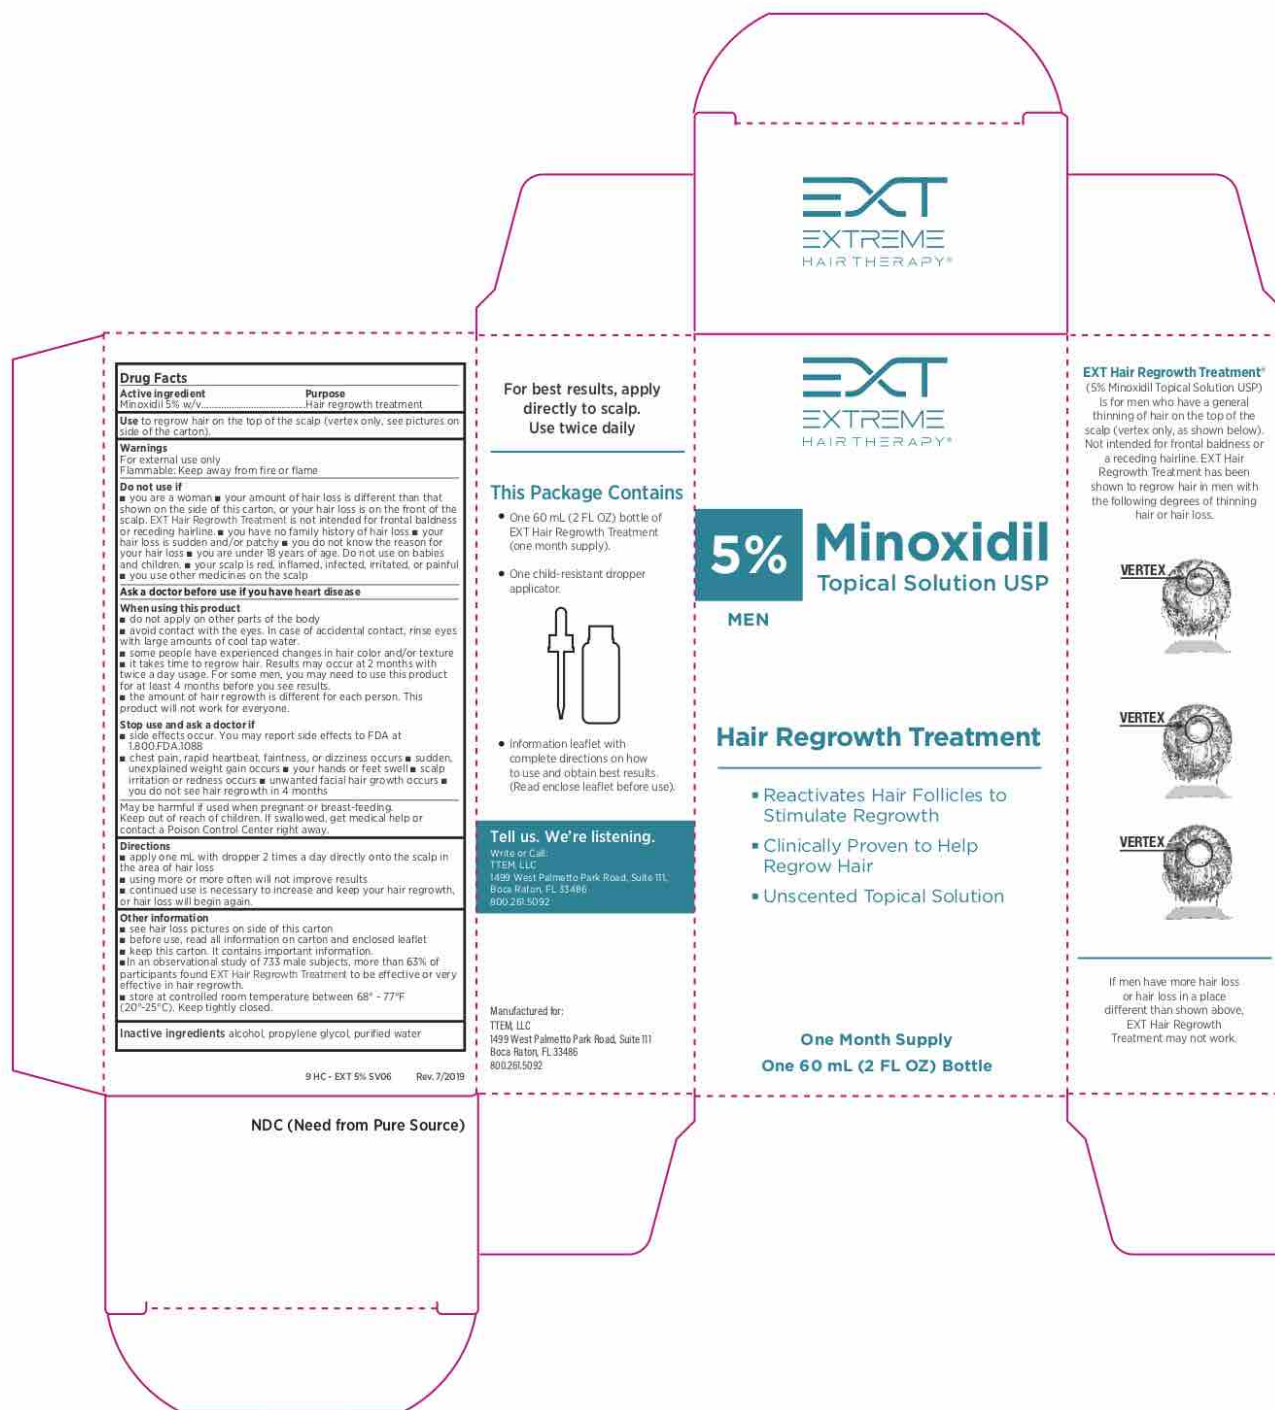 EXT
EXTREME
HAIR THERAPY®
Drug Facts
Active ingredient Purpose
Minoxidil 5% w/v.......................................Hair regrowth treatment
Use to regrow hair on the top of the scalp (vertex only, see pictures on
side of the carton).
Warnings
For external use only
Flammable: Keep away from fire or flame
Do not use if
■ you are a woman ■ your amount of hair loss is different than that
shown on the side of this carton, or your hair loss is on the front of the
scalp. EXT Hair Regrowth Treatment is not intended for frontal baldness
or receding hairline. ■ you have no family history of hair loss ■ your
hair loss is sudden and/or patchy ■ you do not know the reason for
your hair loss ■ you are under 18 years of age. Do not use on babies
and children. ■ your scalp is red, inflamed, infected, irritated, or painful
■ you use other medicines on the scalp
Ask a doctor before use if you have heart disease
When using this product
■ do not apply on other parts of the body
■ avoid contact with the eyes. In case of accidental contact, rinse eyes
with large amounts of cool tap water.
■ some people have experienced changes in hair color and/or texture
■ it takes time to regrow hair. Results may occur at 2 months with
twice a day usage. For some men, you may need to use this product
for at least 4 months before you see results.
■ the amount of hair regrowth is different for each person. This
product will not work for everyone.
Stop use and ask a doctor if
■ side effects occur. You may report side effects to FDA at
1.800.FDA.1088
■ chest pain, rapid heartbeat, faintness, or dizziness occurs ■ sudden,
unexplained weight gain occurs ■ your hands or feet swell ■ scalp
irritation or redness occurs ■ unwanted facial hair growth occurs ■
you do not see hair regrowth in 4 months
May be harmful if used when pregnant or breast-feeding.
Keep out of reach of children. If swallowed, get medical help or
contact a Poison Control Center right away.
Directions
■ apply one mL with dropper 2 times a day directly onto the scalp in
the area of hair loss
■ using more or more often will not improve results
■ continued use is necessary to increase and keep your hair regrowth,
or hair loss will begin again.
Other information
■ see hair loss pictures on side of this carton
■ before use, read all information on carton and enclosed leaflet
■ keep this carton. It contains important information.
■ In an observational study of 733 male subjects, more than 63% of
participants found EXT Hair Regrowth Treatment to be effective or very
effective in hair regrowth.
■ store at controlled room temperature between 68° - 77°F
(20°-25°C). Keep tightly closed.
Inactive ingredients alcohol, propylene glycol, purified water
9 HC - EXT 5% SV06 Rev. 7/2019
NDC (Need from Pure Source)
For best results, apply
directly to scalp.
Use twice daily
This Package Contains
• One 60 mL (2 FL OZ) bottle of
EXT Hair Regrowth Treatment
(one month supply).
• One child-resistant dropper
applicator.
• Information leaflet with
complete directions on how
to use and obtain best results.
(Read enclose leaflet before use).
Tell us. We're listening.
Write or Call:
TTEM, LLC
1499 West Palmetto Park Road, Suite 111,
Boca Raton, FL 33486
800.261.5092
Manufactured for:
TTEM, LLC
1499 West Palmetto Park Road, Suite 111
Boca Raton, FL 33486
800.261.5092
EXT
EXTREME
HAIR THERAPY®
5% Minoxidil
Topical Solution USP
MEN
Hair Regrowth Treatment
▪ Reactivates Hair Follicles to
Stimulate Regrowth
▪ Clinically Proven to Help
Regrow Hair
▪ Unscented Topical Solution
One Month Supply
One 60 mL (2 FL OZ) Bottle
EXT Hair Regrowth Treatment®
(5% Minoxidil Topical Solution USP)
Is for men who have a general
thinning of hair on the top of the
scalp (vertex only, as shown below).
Not intended for frontal baldness or
a receding hairline. EXT Hair
Regrowth Treatment has been
shown to regrow hair in men with
the following degrees of thinning
hair or hair loss.
VERTEX
VERTEX
VERTEX
If men have more hair loss
or hair loss in a place
different than shown above,
EXT Hair Regrowth
Treatment may not work.